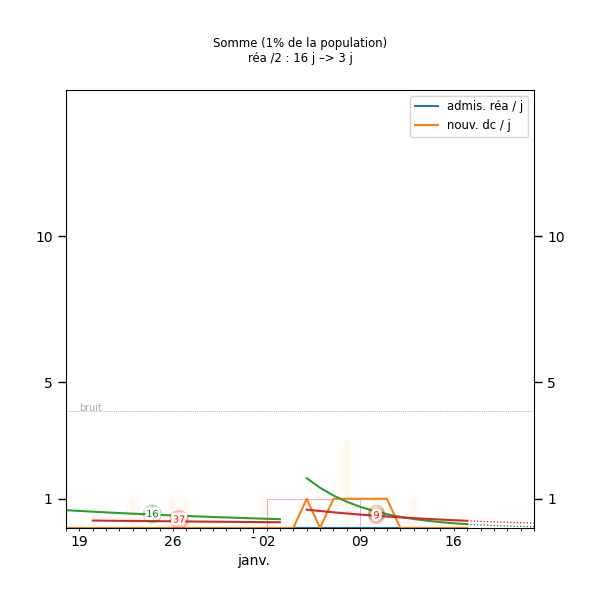 Somme (1% de la population)
réa /2 : 16 j –> 3 j
admis. réa / j
nouv. dc / j
10 10
5 5
bruit
1 1
16 37 9
19 26 - 02 09 16
janv.